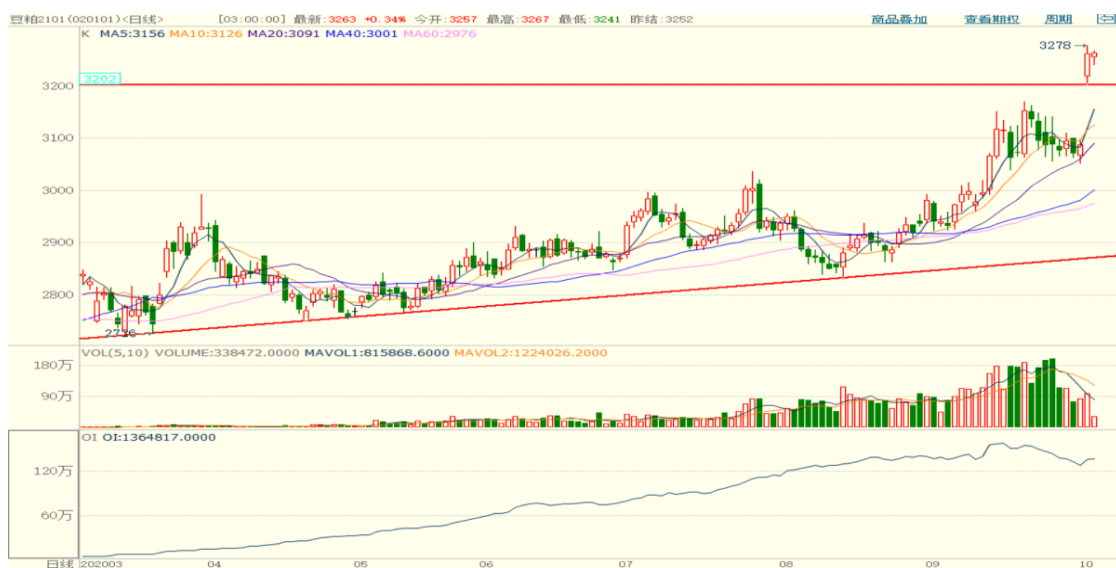 豆粕2101(020101)<日线> [03:00:00] 最新:3263 +0.34% 今开:3257 最高:3267 最低:3241 昨结:3252 商品叠加 查看期权 周期
K MA5:3156 MA10:3126 MA20:3091 MA40:3001 MA60:2976
3278
3202
3200
3100
3000
2900
2800
VOL(5,10) VOLUME:338472.0000 MAVOL1:815868.6000 MAVOL2:1224026.2000
180万
90万
OI OI:1364817.0000
120万
60万
日线 202003 04 05 06 07 08 09 10